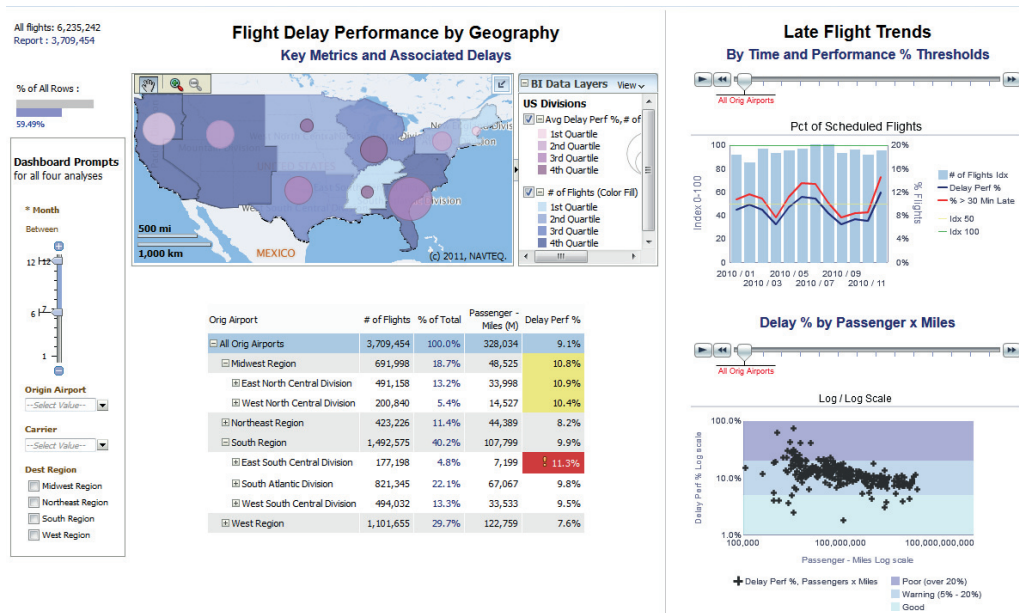 All flights: 6,235,242
Report : 3,709,454
% of All Rows :
59.49%
Dashboard Prompts
for all four analyses
* Month
Between
12
12
7
6
1
Origin Airport
--Select Value--
Carrier
--Select Value--
Dest Region
Midwest Region
Northeast Region
South Region
West Region
Flight Delay Performance by Geography
Key Metrics and Associated Delays
500 mi
1,000 km
MEXICO
(c) 2011, NAVTEQ.
BI Data Layers View
US Divisions
Avg Delay Perf %, # of
1st Quartile
2nd Quartile
3rd Quartile
4th Quartile
# of Flights (Color Fill)
1st Quartile
2nd Quartile
3rd Quartile
4th Quartile
Orig Airport # of Flights % of Total Passenger - Miles (M) Delay Perf %
All Orig Airports 3,709,454 100.0% 328,034 9.1%
Midwest Region 691,998 18.7% 48,525 10.8%
East North Central Division 491,158 13.2% 33,998 10.9%
West North Central Division 200,840 5.4% 14,527 10.4%
Northeast Region 423,226 11.4% 44,389 8.2%
South Region 1,492,575 40.2% 107,799 9.9%
East South Central Division 177,198 4.8% 7,199 ! 11.3%
South Atlantic Division 821,345 22.1% 67,067 9.8%
West South Central Division 494,032 13.3% 33,533 9.5%
West Region 1,101,655 29.7% 122,759 7.6%
Late Flight Trends
By Time and Performance % Thresholds
All Orig Airports
Pct of Scheduled Flights
Index 0-100
100
80
60
40
20
0
20%
16%
12%
8%
4%
0%
% Flights
2010 / 01 2010 / 05 2010 / 09
2010 / 03 2010 / 07 2010 / 11
# of Flights Idx
Delay Perf %
% > 30 Min Late
Idx 50
Idx 100
Delay % by Passenger x Miles
All Orig Airports
Log / Log Scale
Delay Perf % Log scale
100.0%
10.0%
1.0%
100,000 100,000,000 100,000,000,000
Passenger - Miles Log scale
Delay Perf %, Passengers x Miles
Poor (over 20%)
Warning (5% - 20%)
Good